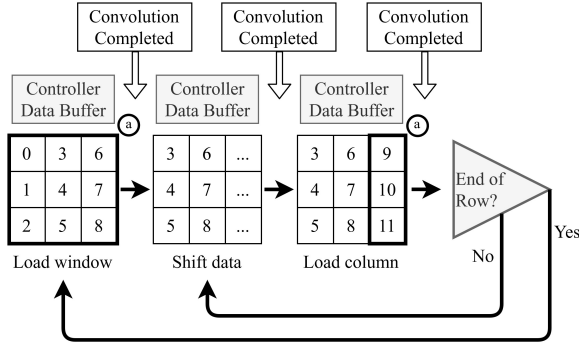 Convolution
Completed
Convolution
Completed
Convolution
Completed
Controller
Data Buffer
Controller
Data Buffer
Controller
Data Buffer
a
a
0 3 6
1 4 7
2 5 8
3 6 ...
4 7 ...
5 8 ...
3 6 9
4 7 10
5 8 11
End of
Row?
Load window
Shift data
Load column
No
Yes